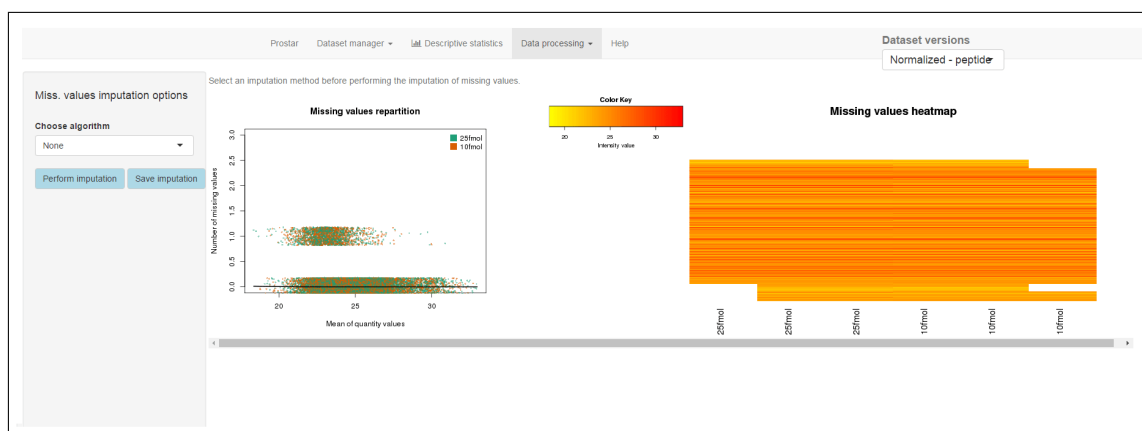 Prostar Dataset manager Descriptive statistics Data processing Help
Dataset versions
Normalized - peptide
Miss. values imputation options
Choose algorithm
None
Perform imputation Save imputation
Select an imputation method before performing the imputation of missing values.
Missing values repartition
25fmol
10fmol
Number of missing values
3.0
2.5
2.0
1.5
1.0
0.5
0.0
20 25 30
Mean of quantity values
Color Key
20 25 30
Intensity value
Missing values heatmap
25fmol 25fmol 25fmol 10fmol 10fmol 10fmol